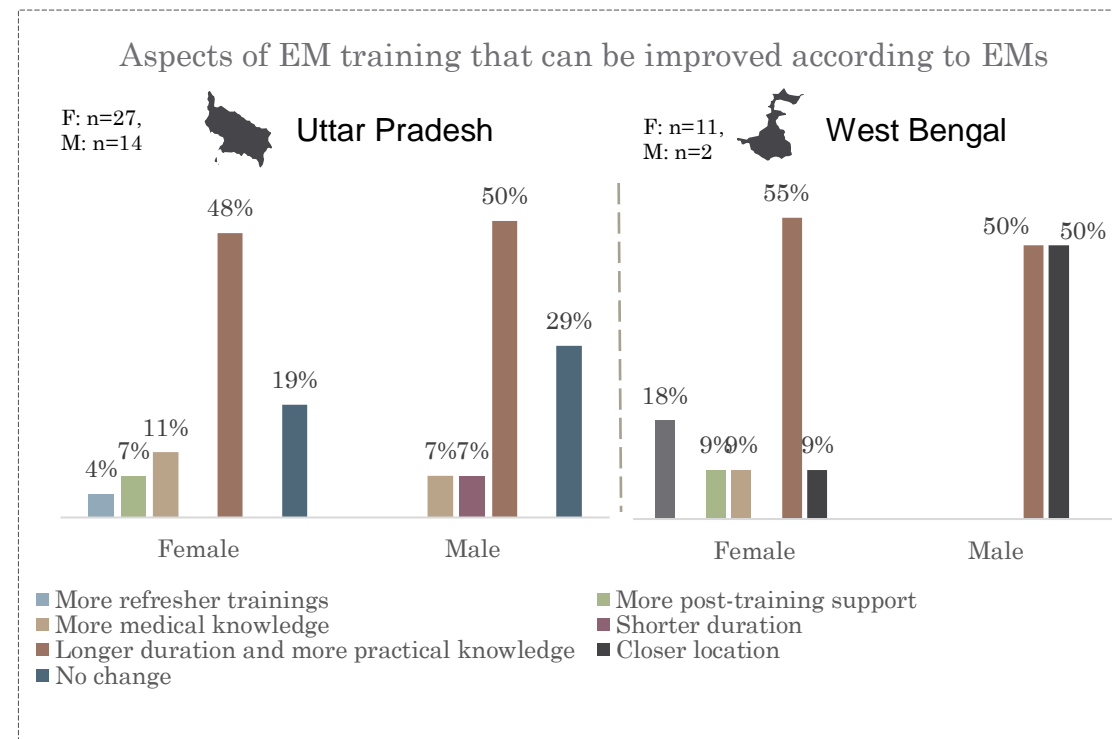 Aspects of EM training that can be improved according to EMs
F: n=27,
M: n=14
Uttar Pradesh
F: n=11,
M: n=2
West Bengal
4%
7%
11%
48%
19%
7%
7%
50%
29%
18%
9%
9%
55%
9%
50%
50%
Female
Male
Female
Male
More refresher trainings
More post-training support
More medical knowledge
Shorter duration
Longer duration and more practical knowledge
Closer location
No change